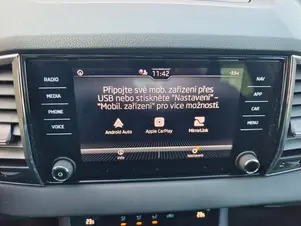 RADIO
MEDIA
PHONE
VOICE
11:42
Připojte své mob. zařízení přes
USB nebo stiskněte "Nastavení" –
"Mobil. zařízení" pro více možností.
Android Auto
Apple CarPlay
MirrorLink
NASTAVENÍ
NAV
APP
CAR
MENU